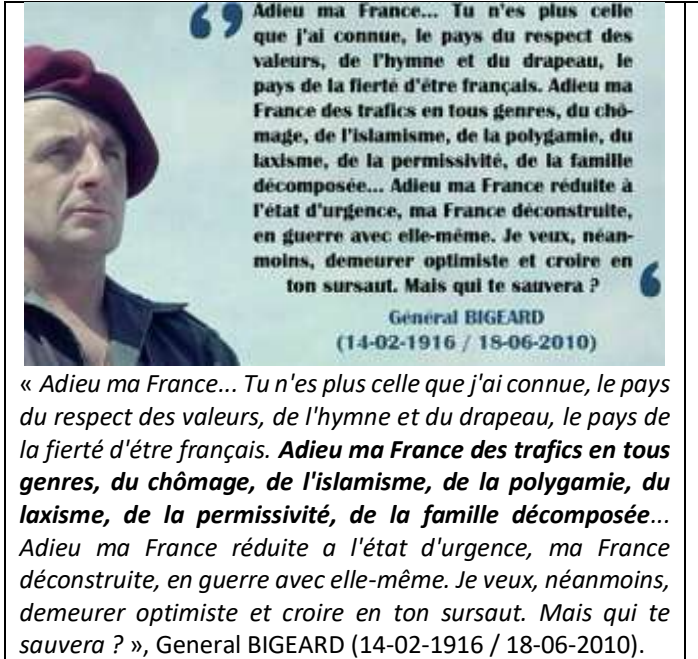 Adieu ma France... Tu n'es plus celle
que j'ai connue, le pays du respect des
valeurs, de l'hymne et du drapeau, le
pays de la fierté d'être français. Adieu ma
France des trafics en tous genres, du chô-
mage, de l'islamisme, de la polygamie, du
laxisme, de la permissivité, de la famille
décomposée... Adieu ma France réduite à
l'état d'urgence, ma France déconstruite,
en guerre avec elle-même. Je veux, néan-
moins, demeurer optimiste et croire en
ton sursaut. Mais qui te sauvera ?
Général BIGEARD
(14-02-1916 / 18-06-2010)
« Adieu ma France... Tu n'es plus celle que j'ai connue, le pays
du respect des valeurs, de l'hymne et du drapeau, le pays de
la fierté d'étre français. Adieu ma France des trafics en tous
genres, du chômage, de l'islamisme, de la polygamie, du
laxisme, de la permissivité, de la famille décomposée...
Adieu ma France réduite a l'état d'urgence, ma France
déconstruite, en guerre avec elle-même. Je veux, néanmoins,
demeurer optimiste et croire en ton sursaut. Mais qui te
sauvera ? », General BIGEARD (14-02-1916 / 18-06-2010).